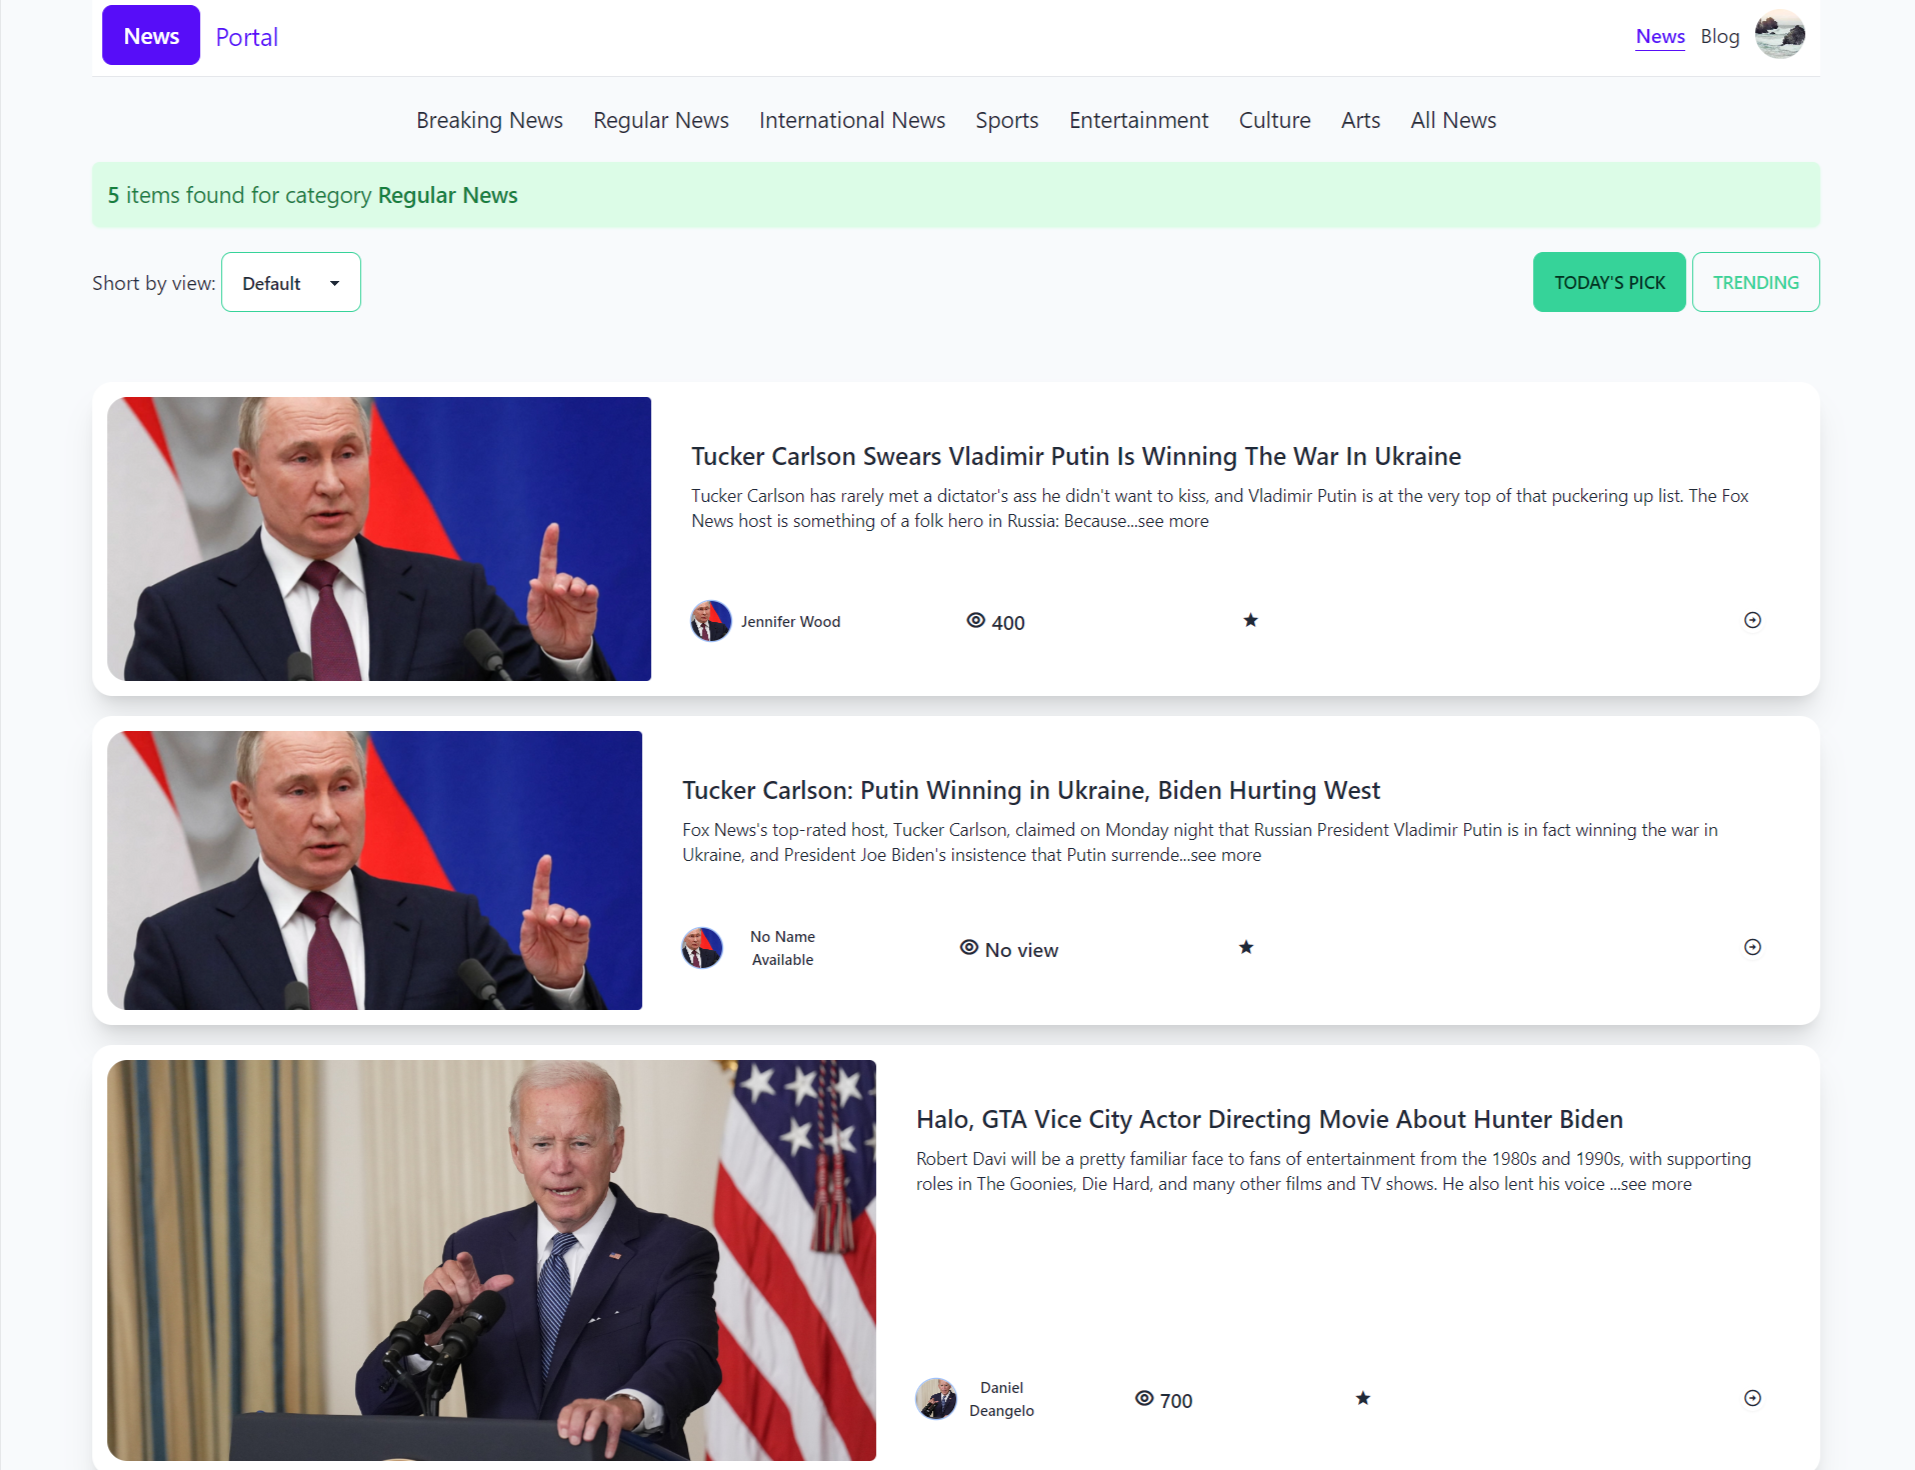 News Portal
News Blog
Breaking News Regular News International News Sports Entertainment Culture Arts All News
5 items found for category Regular News
Short by view: Default TODAY'S PICK TRENDING
Tucker Carlson Swears Vladimir Putin Is Winning The War In Ukraine
Tucker Carlson has rarely met a dictator's ass he didn't want to kiss, and Vladimir Putin is at the very top of that puckering up list. The Fox
News host is something of a folk hero in Russia: Because...see more
Jennifer Wood 400
Tucker Carlson: Putin Winning in Ukraine, Biden Hurting West
Fox News's top-rated host, Tucker Carlson, claimed on Monday night that Russian President Vladimir Putin is in fact winning the war in
Ukraine, and President Joe Biden's insistence that Putin surrende...see more
No Name
Available
No view
Halo, GTA Vice City Actor Directing Movie About Hunter Biden
Robert Davi will be a pretty familiar face to fans of entertainment from the 1980s and 1990s, with supporting
roles in The Goonies, Die Hard, and many other films and TV shows. He also lent his voice ...see more
Daniel
Deangelo
700